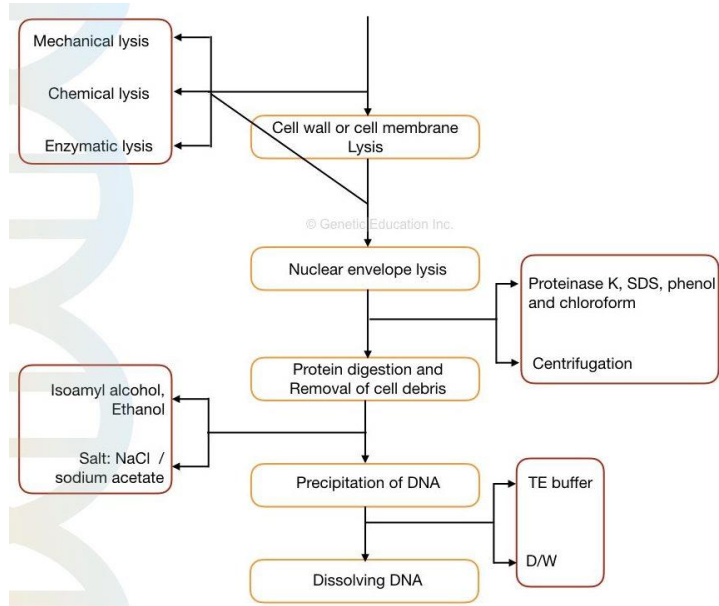 Mechanical lysis
Chemical lysis
Enzymatic lysis
Cell wall or cell membrane
Lysis
© Genetic Education Inc.
Nuclear envelope lysis
Proteinase K, SDS, phenol
and chloroform
Centrifugation
Protein digestion and
Removal of cell debris
Isoamyl alcohol,
Ethanol
Salt: NaCl /
sodium acetate
Precipitation of DNA
TE buffer
D/W
Dissolving DNA